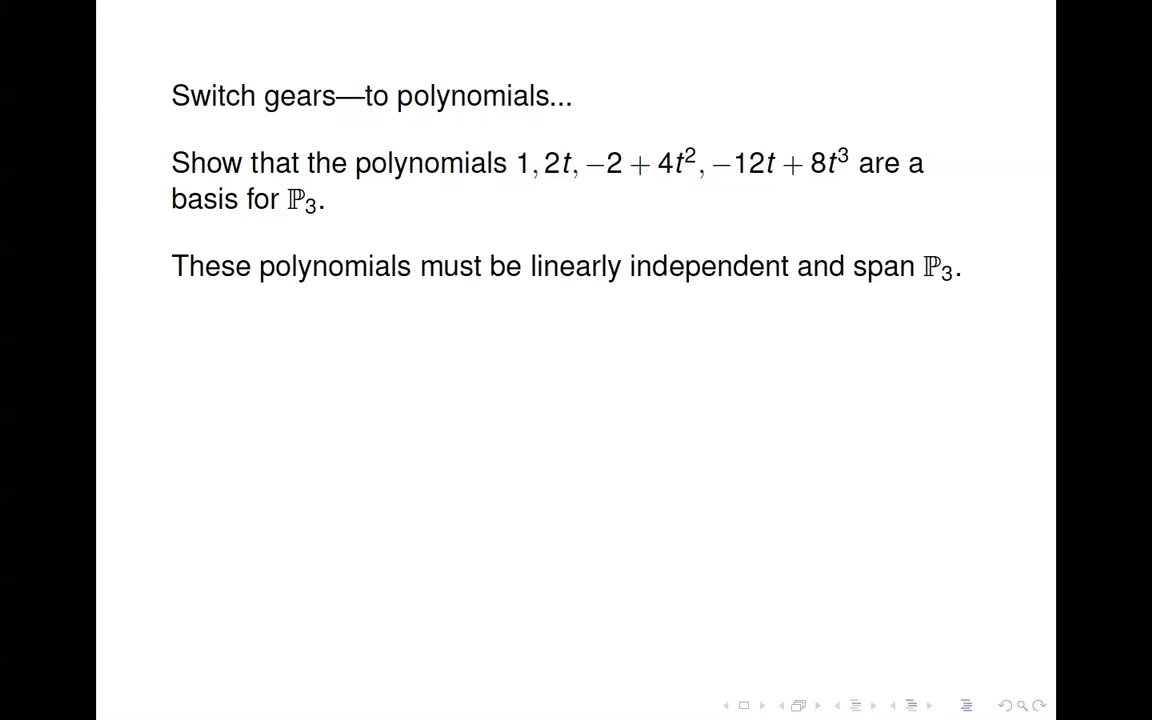 Switch gears—to polynomials...
Show that the polynomials 1, 2t, −2 + 4t², −12t + 8t³ are a
basis for ℙ₃.
These polynomials must be linearly independent and span ℙ₃.